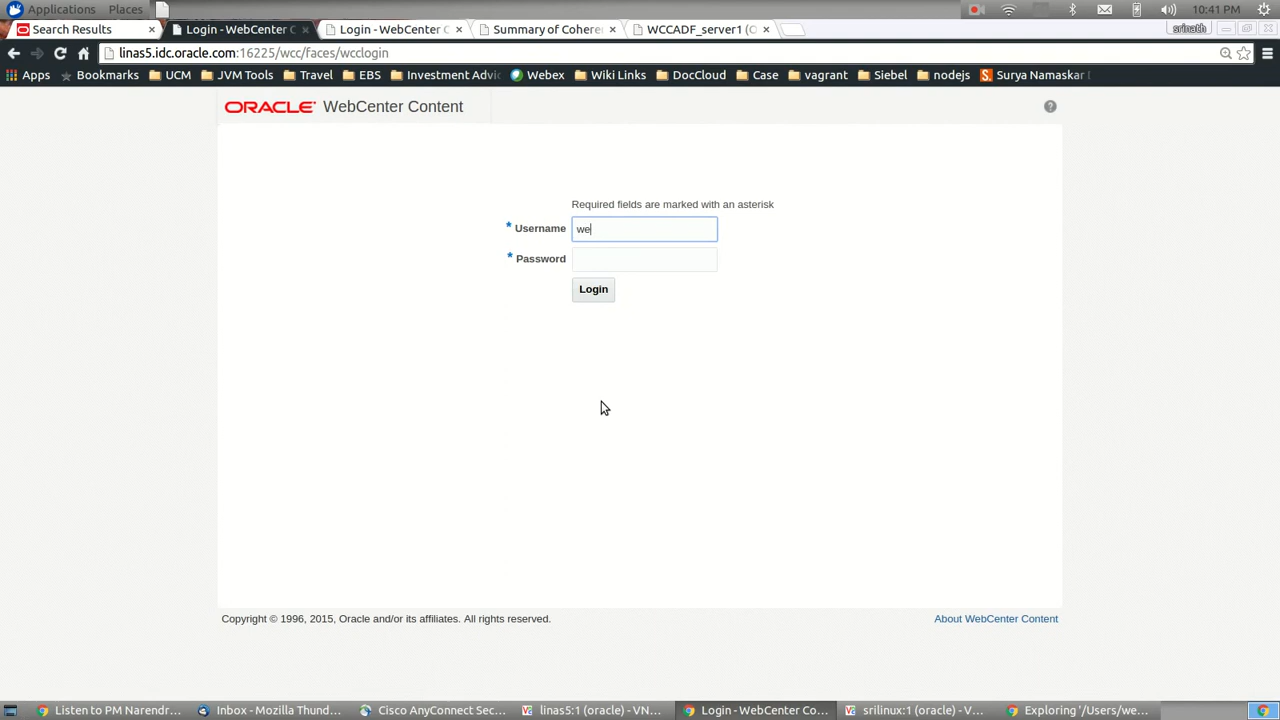 Applications Places 10:41 PM
Search Results Login - WebCenter C Login - WebCenter C Summary of Cohere WCCADF_server1 (O srinath
linas5.idc.oracle.com:16225/wcc/faces/wcclogin
Apps Bookmarks UCM JVM Tools Travel EBS Investment Advic Webex Wiki Links DocCloud Case vagrant Siebel nodejs S Surya Namaskar
ORACLE WebCenter Content ?
Required fields are marked with an asterisk
* Username we
* Password
Login
Copyright © 1996, 2015, Oracle and/or its affiliates. All rights reserved. About WebCenter Content
Listen to PM Narendr... Inbox - Mozilla Thund... Cisco AnyConnect Sec... linas5:1 (oracle) - VN... Login - WebCenter Co... srilinux:1 (oracle) - V... Exploring '/Users/we...